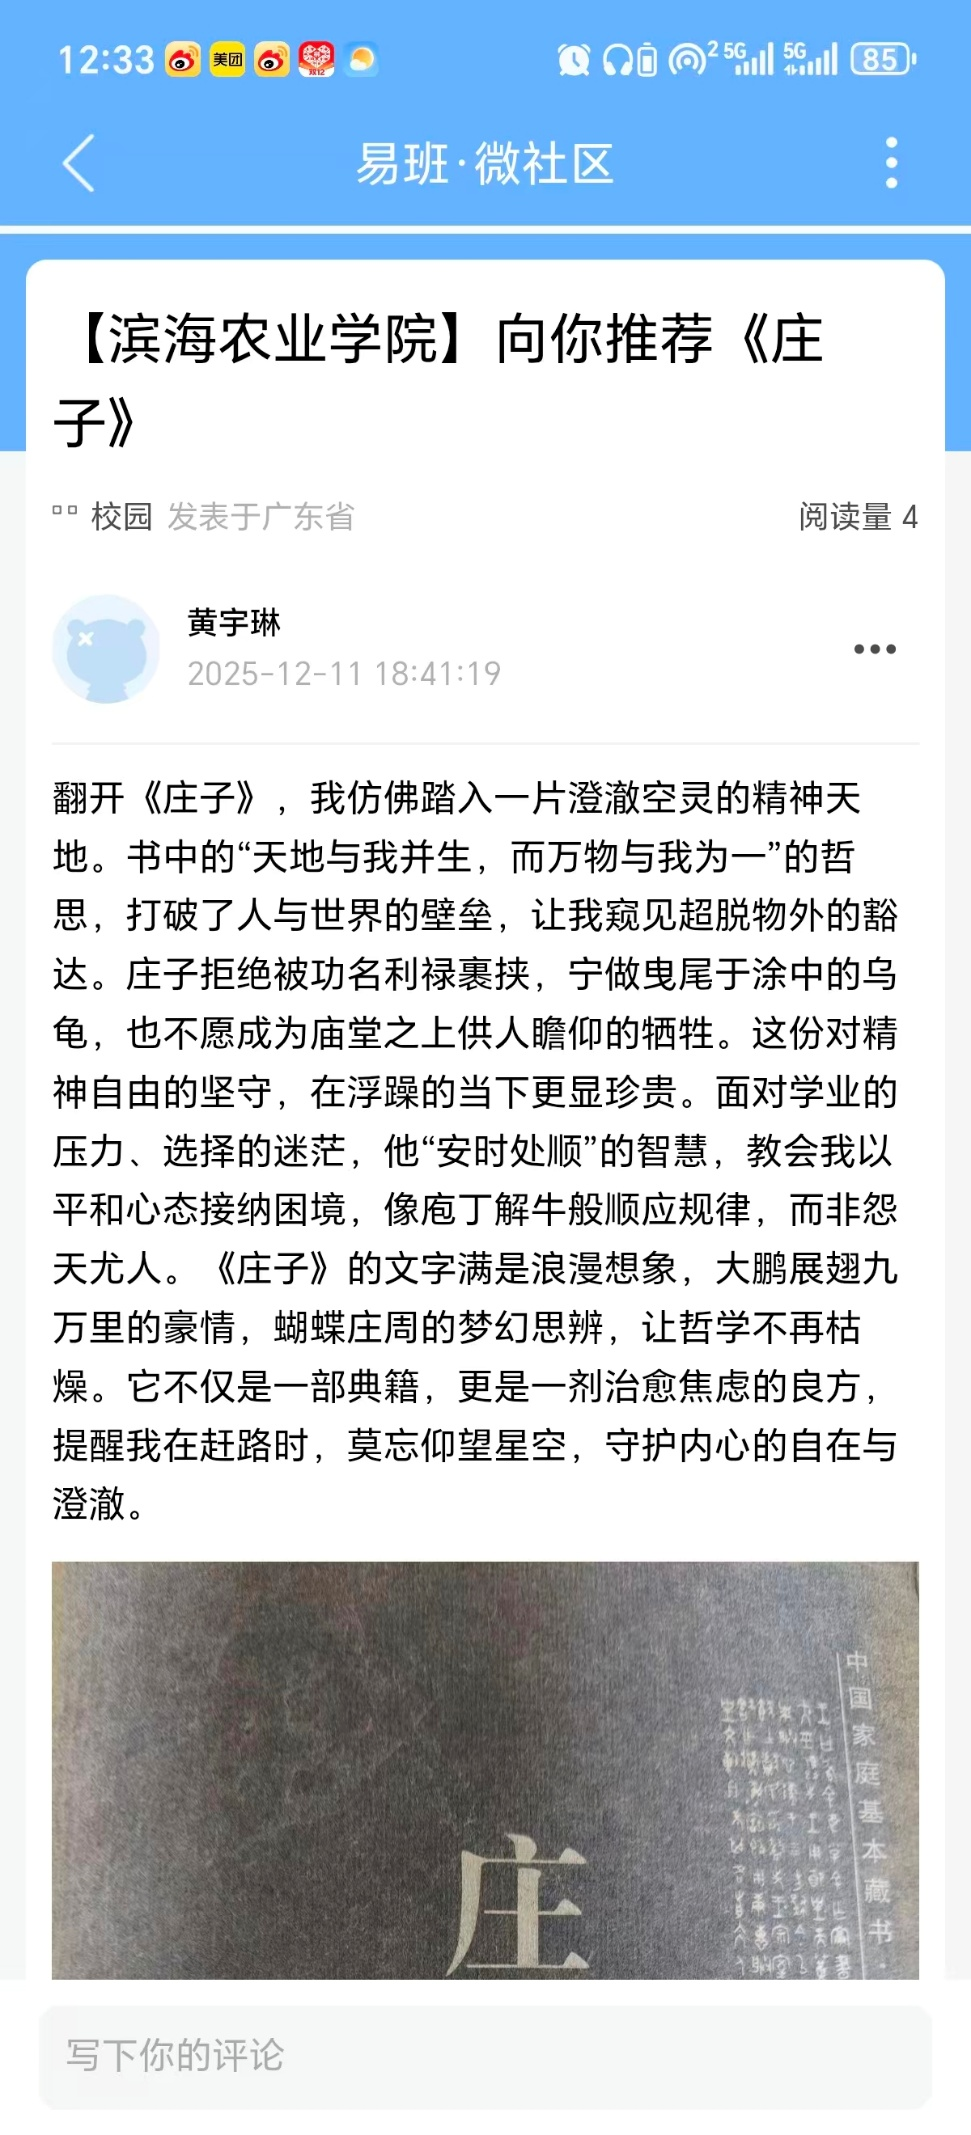 12:33
美团
双12
2 5G 5G 85
易班·微社区
【滨海农业学院】向你推荐《庄
子》
校园 发表于广东省 阅读量 4
黄宇琳
2025-12-11 18:41:19
翻开《庄子》，我仿佛踏入一片澄澈空灵的精神天
地。书中的“天地与我并生，而万物与我为一”的哲
思，打破了人与世界的壁垒，让我窥见超脱物外的豁
达。庄子拒绝被功名利禄裹挟，宁做曳尾于涂中的乌
龟，也不愿成为庙堂之上供人瞻仰的牺牲。这份对精
神自由的坚守，在浮躁的当下更显珍贵。面对学业的
压力、选择的迷茫，他“安时处顺”的智慧，教会我以
平和心态接纳困境，像庖丁解牛般顺应规律，而非怨
天尤人。《庄子》的文字满是浪漫想象，大鹏展翅九
万里的豪情，蝴蝶庄周的梦幻思辨，让哲学不再枯
燥。它不仅是一部典籍，更是一剂治愈焦虑的良方，
提醒我在赶路时，莫忘仰望星空，守护内心的自在与
澄澈。
中国家庭基本藏书·
庄
写下你的评论